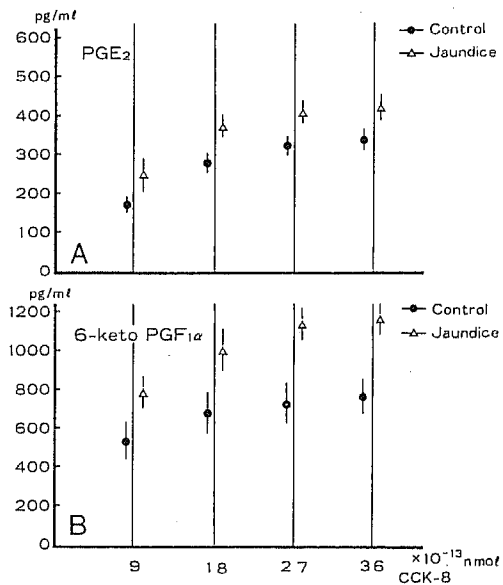 pg/mℓ
Control
Jaundice
600
PGE₂
500
400
300
200
100
0
A
pg/mℓ
Control
Jaundice
1200
6-keto PGF₁α
1000
800
600
400
200
0
B
9 18 27 36 ×10⁻¹³ nmol
CCK-8